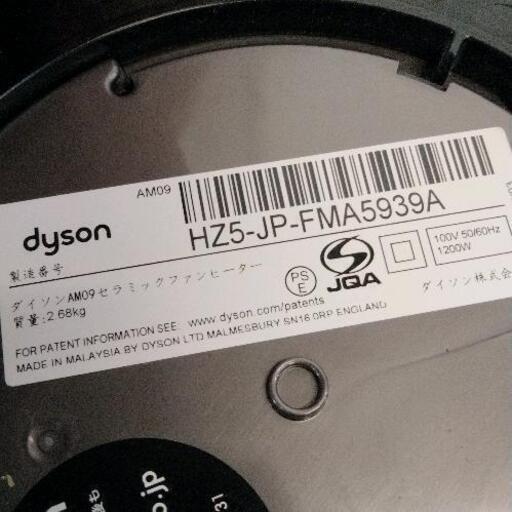 AM09
dyson
HZ5-JP-FMA5939A
製造番号
PSE
JQA
100V 50/60Hz
1200W
ダイソンAM09セラミックファンヒーター
質量:2.68kg
ダイソン株式会
FOR PATENT INFORMATION SEE: www.dyson.com/patents
MADE IN MALAYSIA.BY DYSON LTD MALMESBURY SN16 0RP ENGLAND
.jp
31